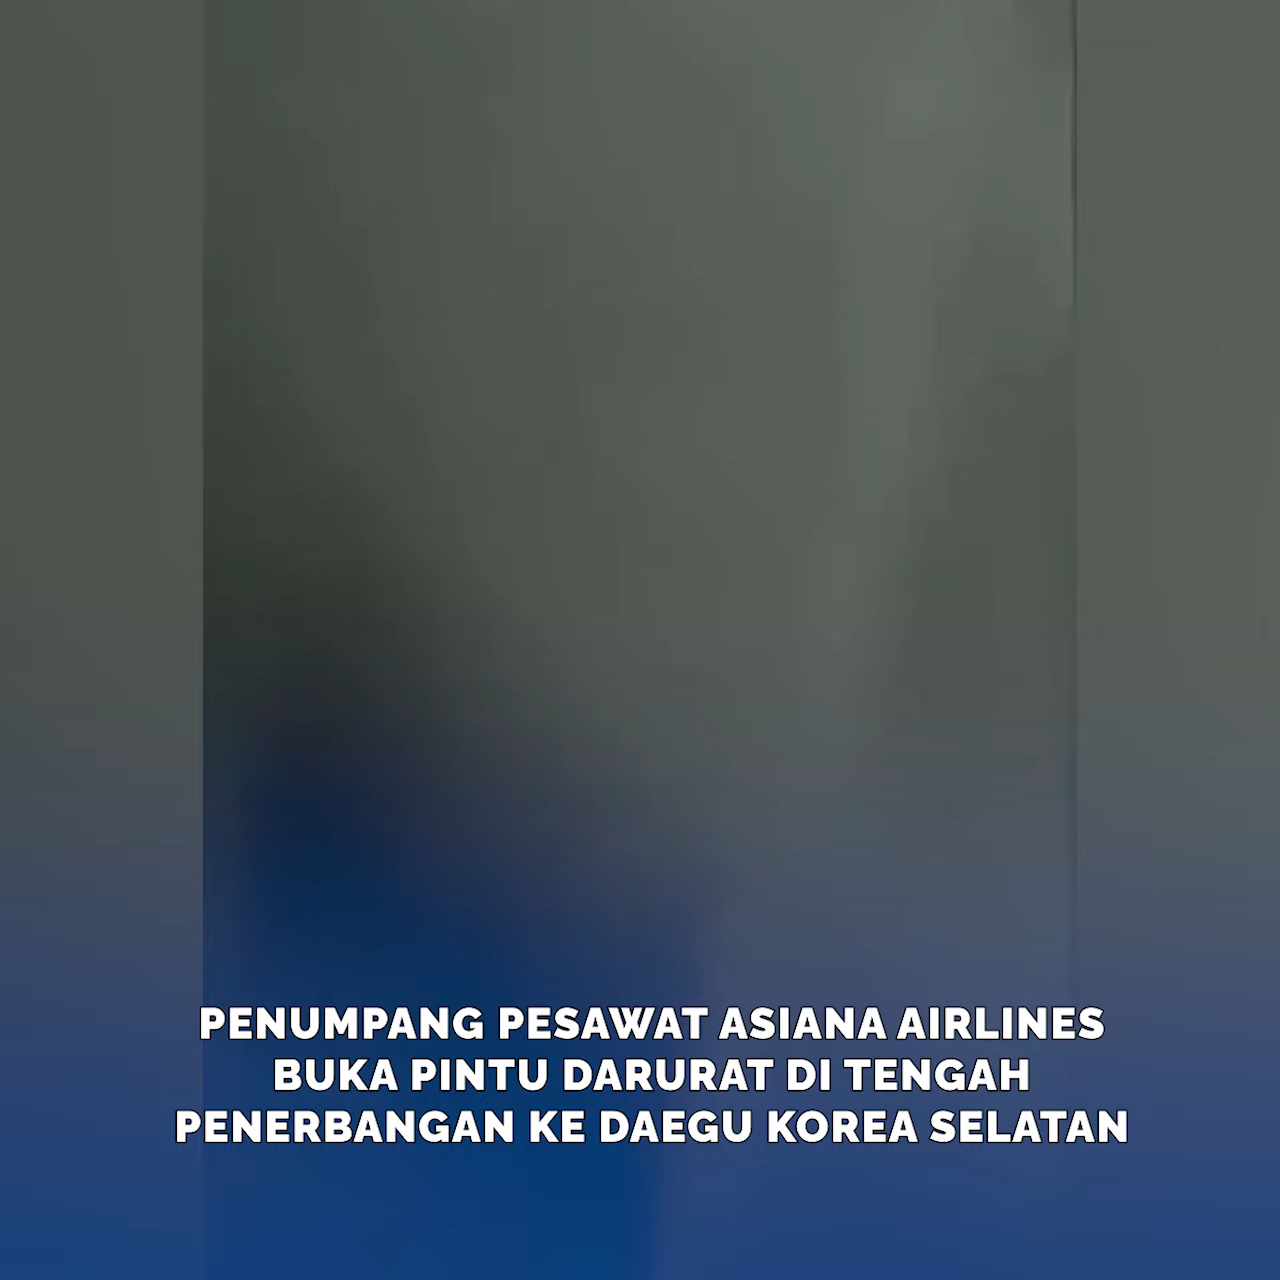 PENUMPANG PESAWAT ASIANA AIRLINES
BUKA PINTU DARURAT DI TENGAH
PENERBANGAN KE DAEGU KOREA SELATAN